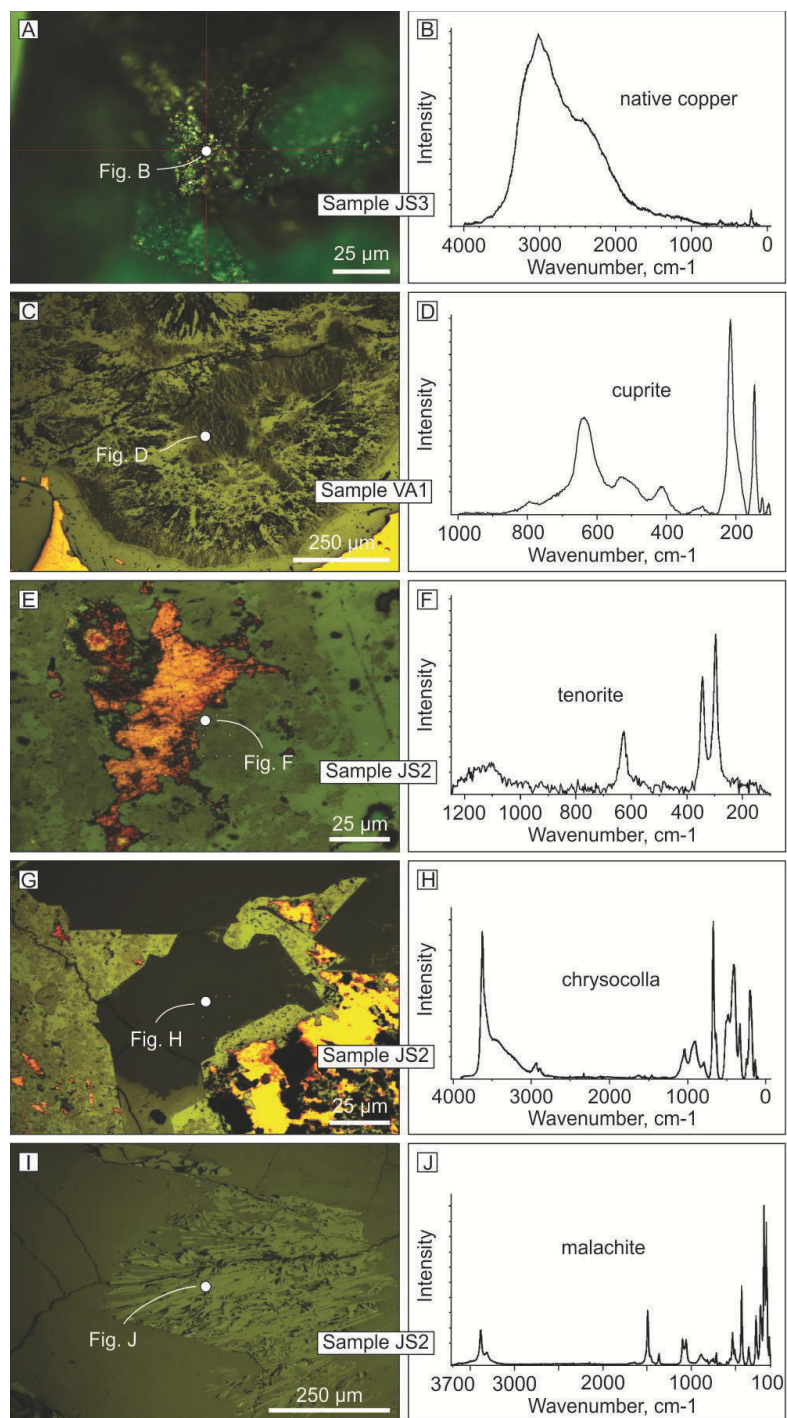 A
Fig. B
Sample JS3
25 µm
B
native copper
Intensity
4000 3000 2000 1000 0
Wavenumber, cm-1
C
Fig. D
Sample VA1
250 µm
D
cuprite
Intensity
1000 800 600 400 200
Wavenumber, cm-1
E
Fig. F
Sample JS2
25 µm
F
tenorite
Intensity
1250 1000 800 600 400 200
Wavenumber, cm-1
G
Fig. H
Sample JS2
25 µm
H
chrysocolla
Intensity
4000 3000 2000 1000 0
Wavenumber, cm-1
I
Fig. J
Sample JS2
250 µm
J
malachite
Intensity
3700 3000 2000 1000 100
Wavenumber, cm-1